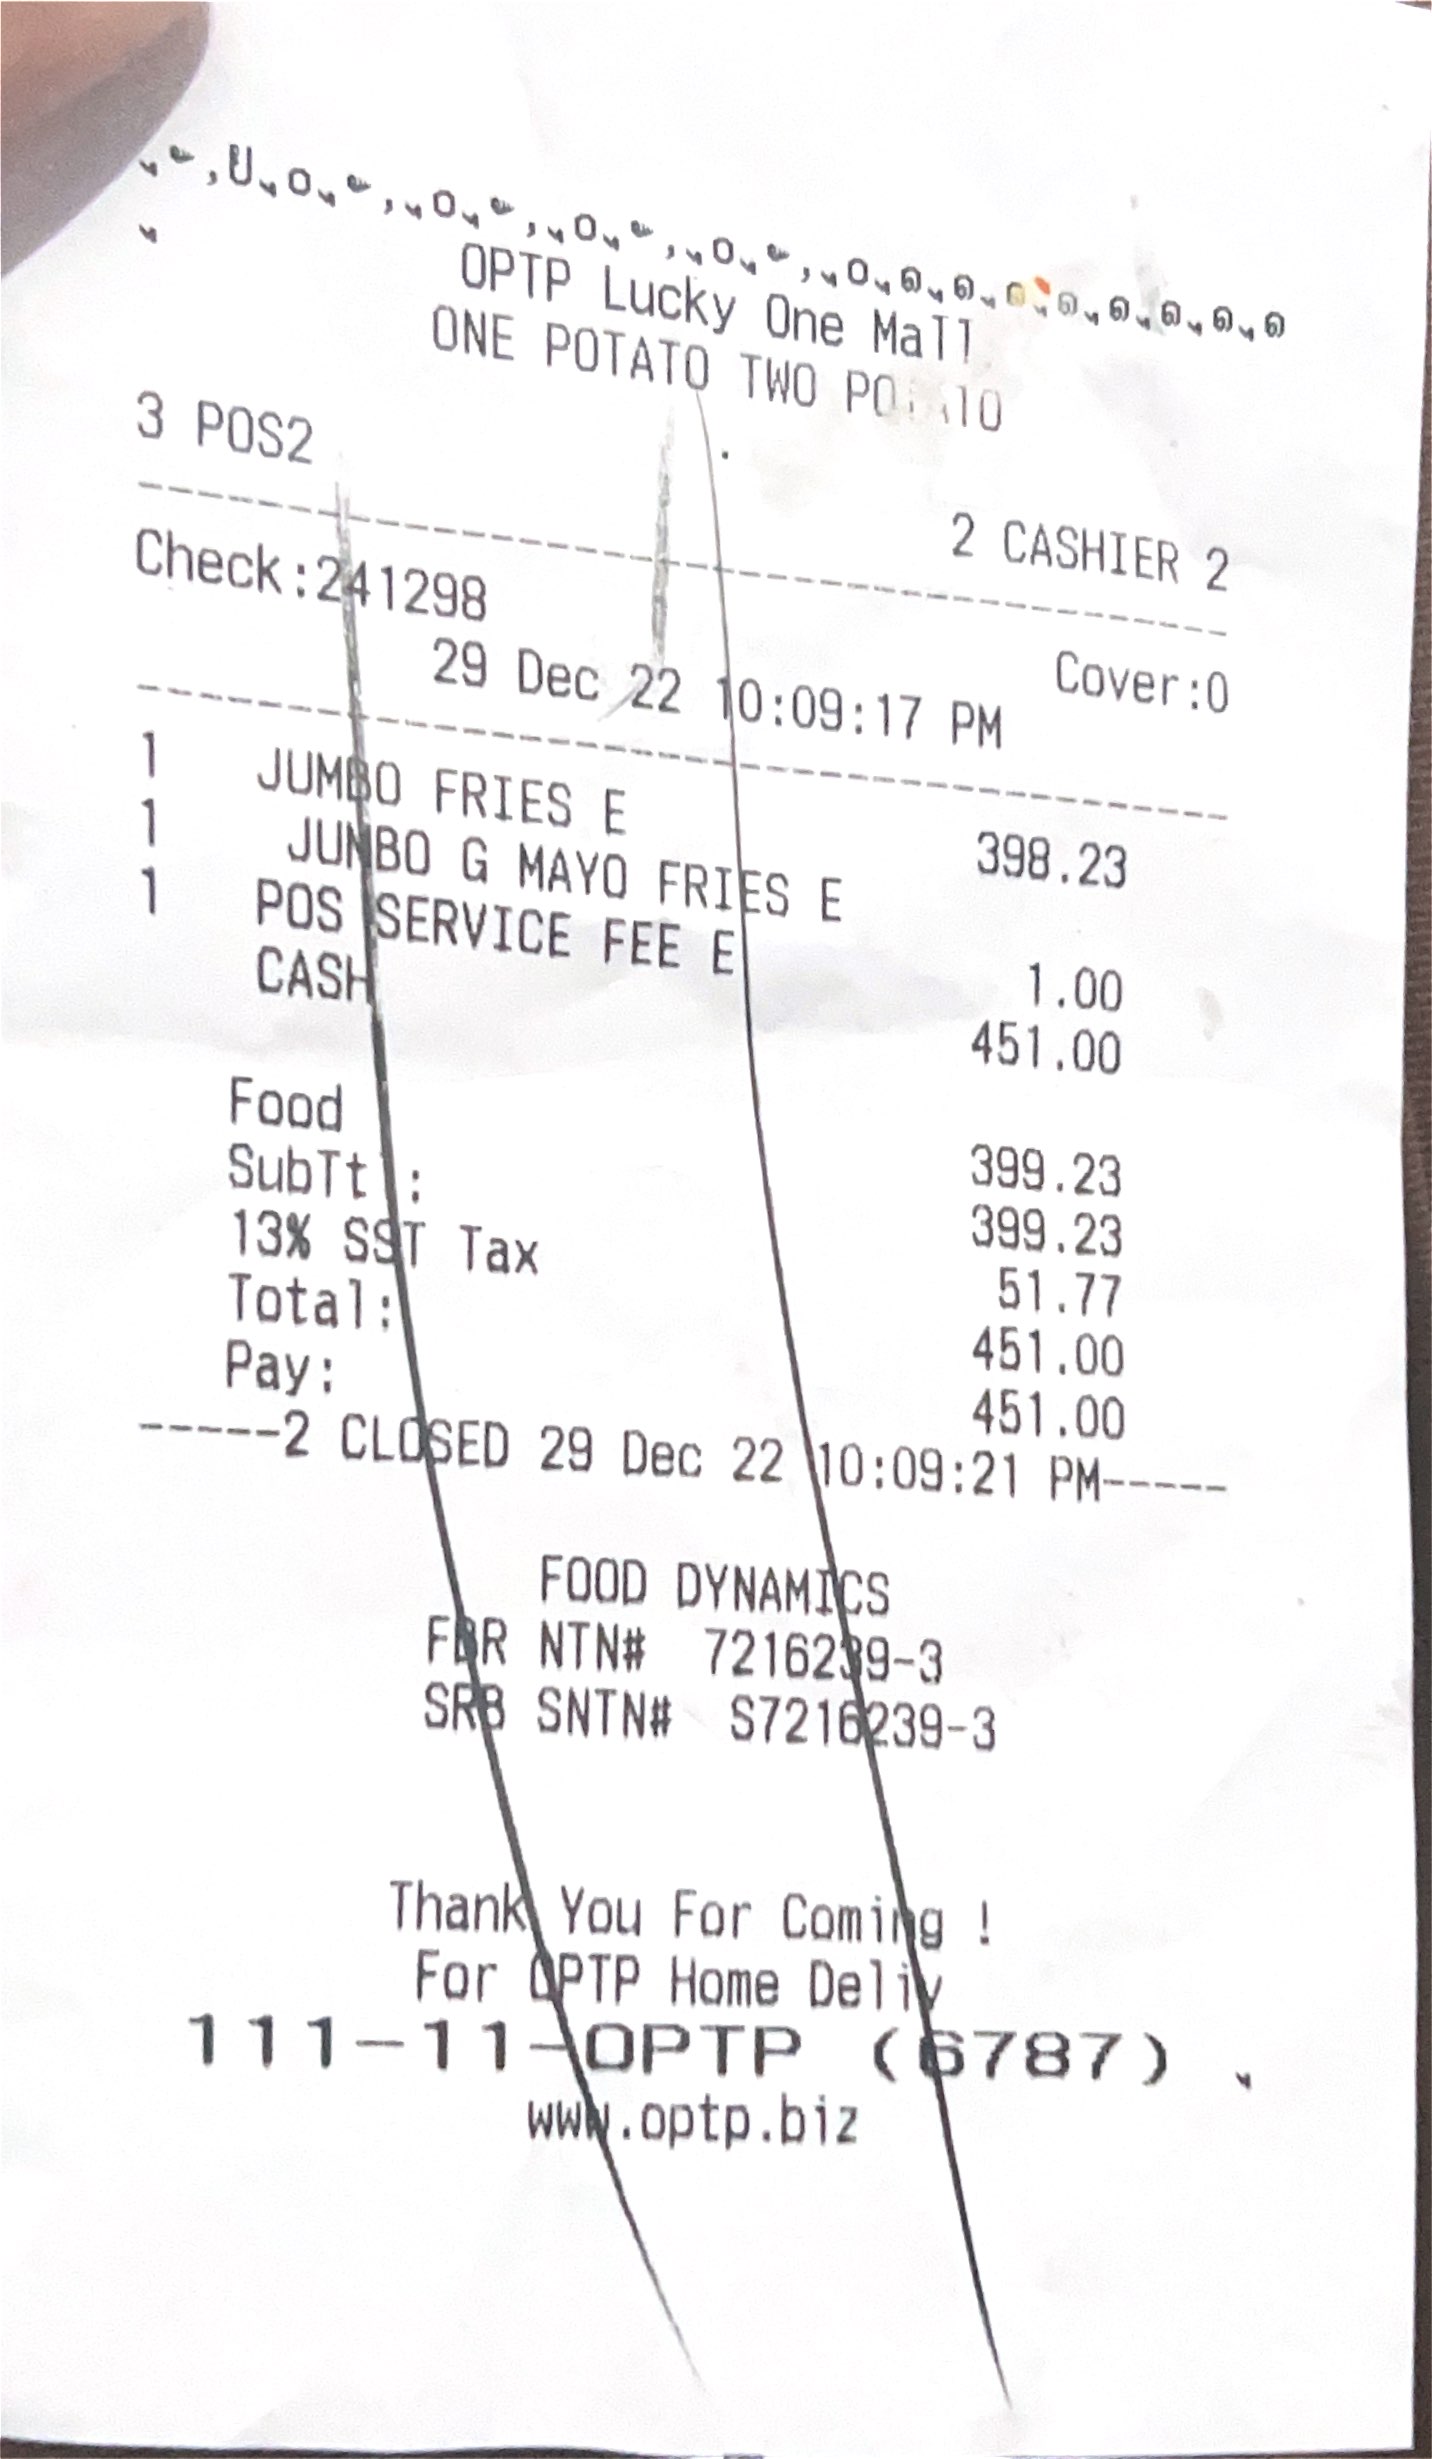 OPTP Lucky One Mall
ONE POTATO TWO
3 POS2
2 CASHIER 2
Check:241298
Cover:0
29 Dec 22 10:09:17 PM
1 JUMBO FRIES E 398.23
1 JUNBO G MAYO FRIES E
1 POS SERVICE FEE E 1.00
CASH 451.00
Food 399.23
SubTt : 399.23
13% SST Tax 51.77
Total: 451.00
Pay: 451.00
-----2 CLOSED 29 Dec 22 10:09:21 PM-----
FOOD DYNAMICS
FBR NTN# 7216239-3
SRB SNTN# S7216239-3
Thank You For Coming !
For OPTP Home Deliv
111-11-OPTP (6787)
www.optp.biz